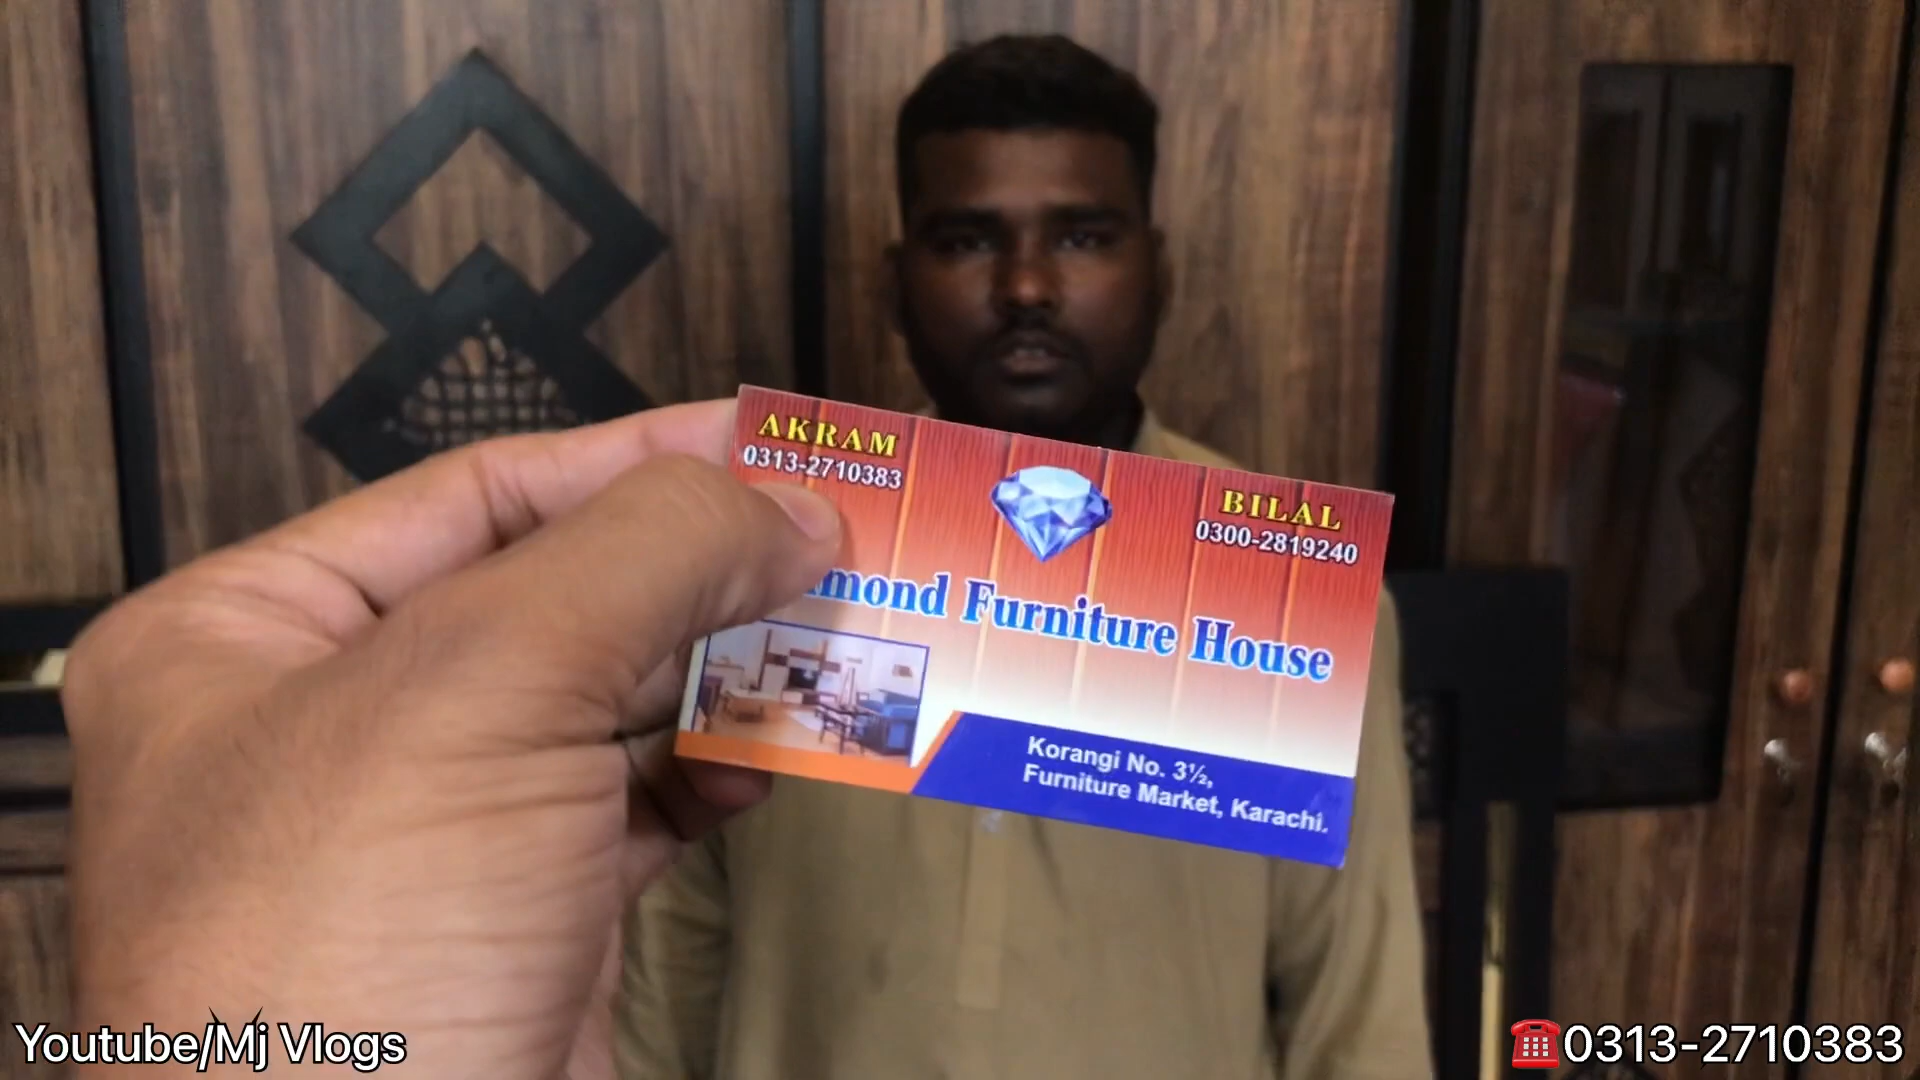 AKRAM
0313-2710383
BILAL
0300-2819240
mond Furniture House
Korangi No. 3½,
Furniture Market, Karachi.
Youtube/Mj Vlogs
☎️0313-2710383